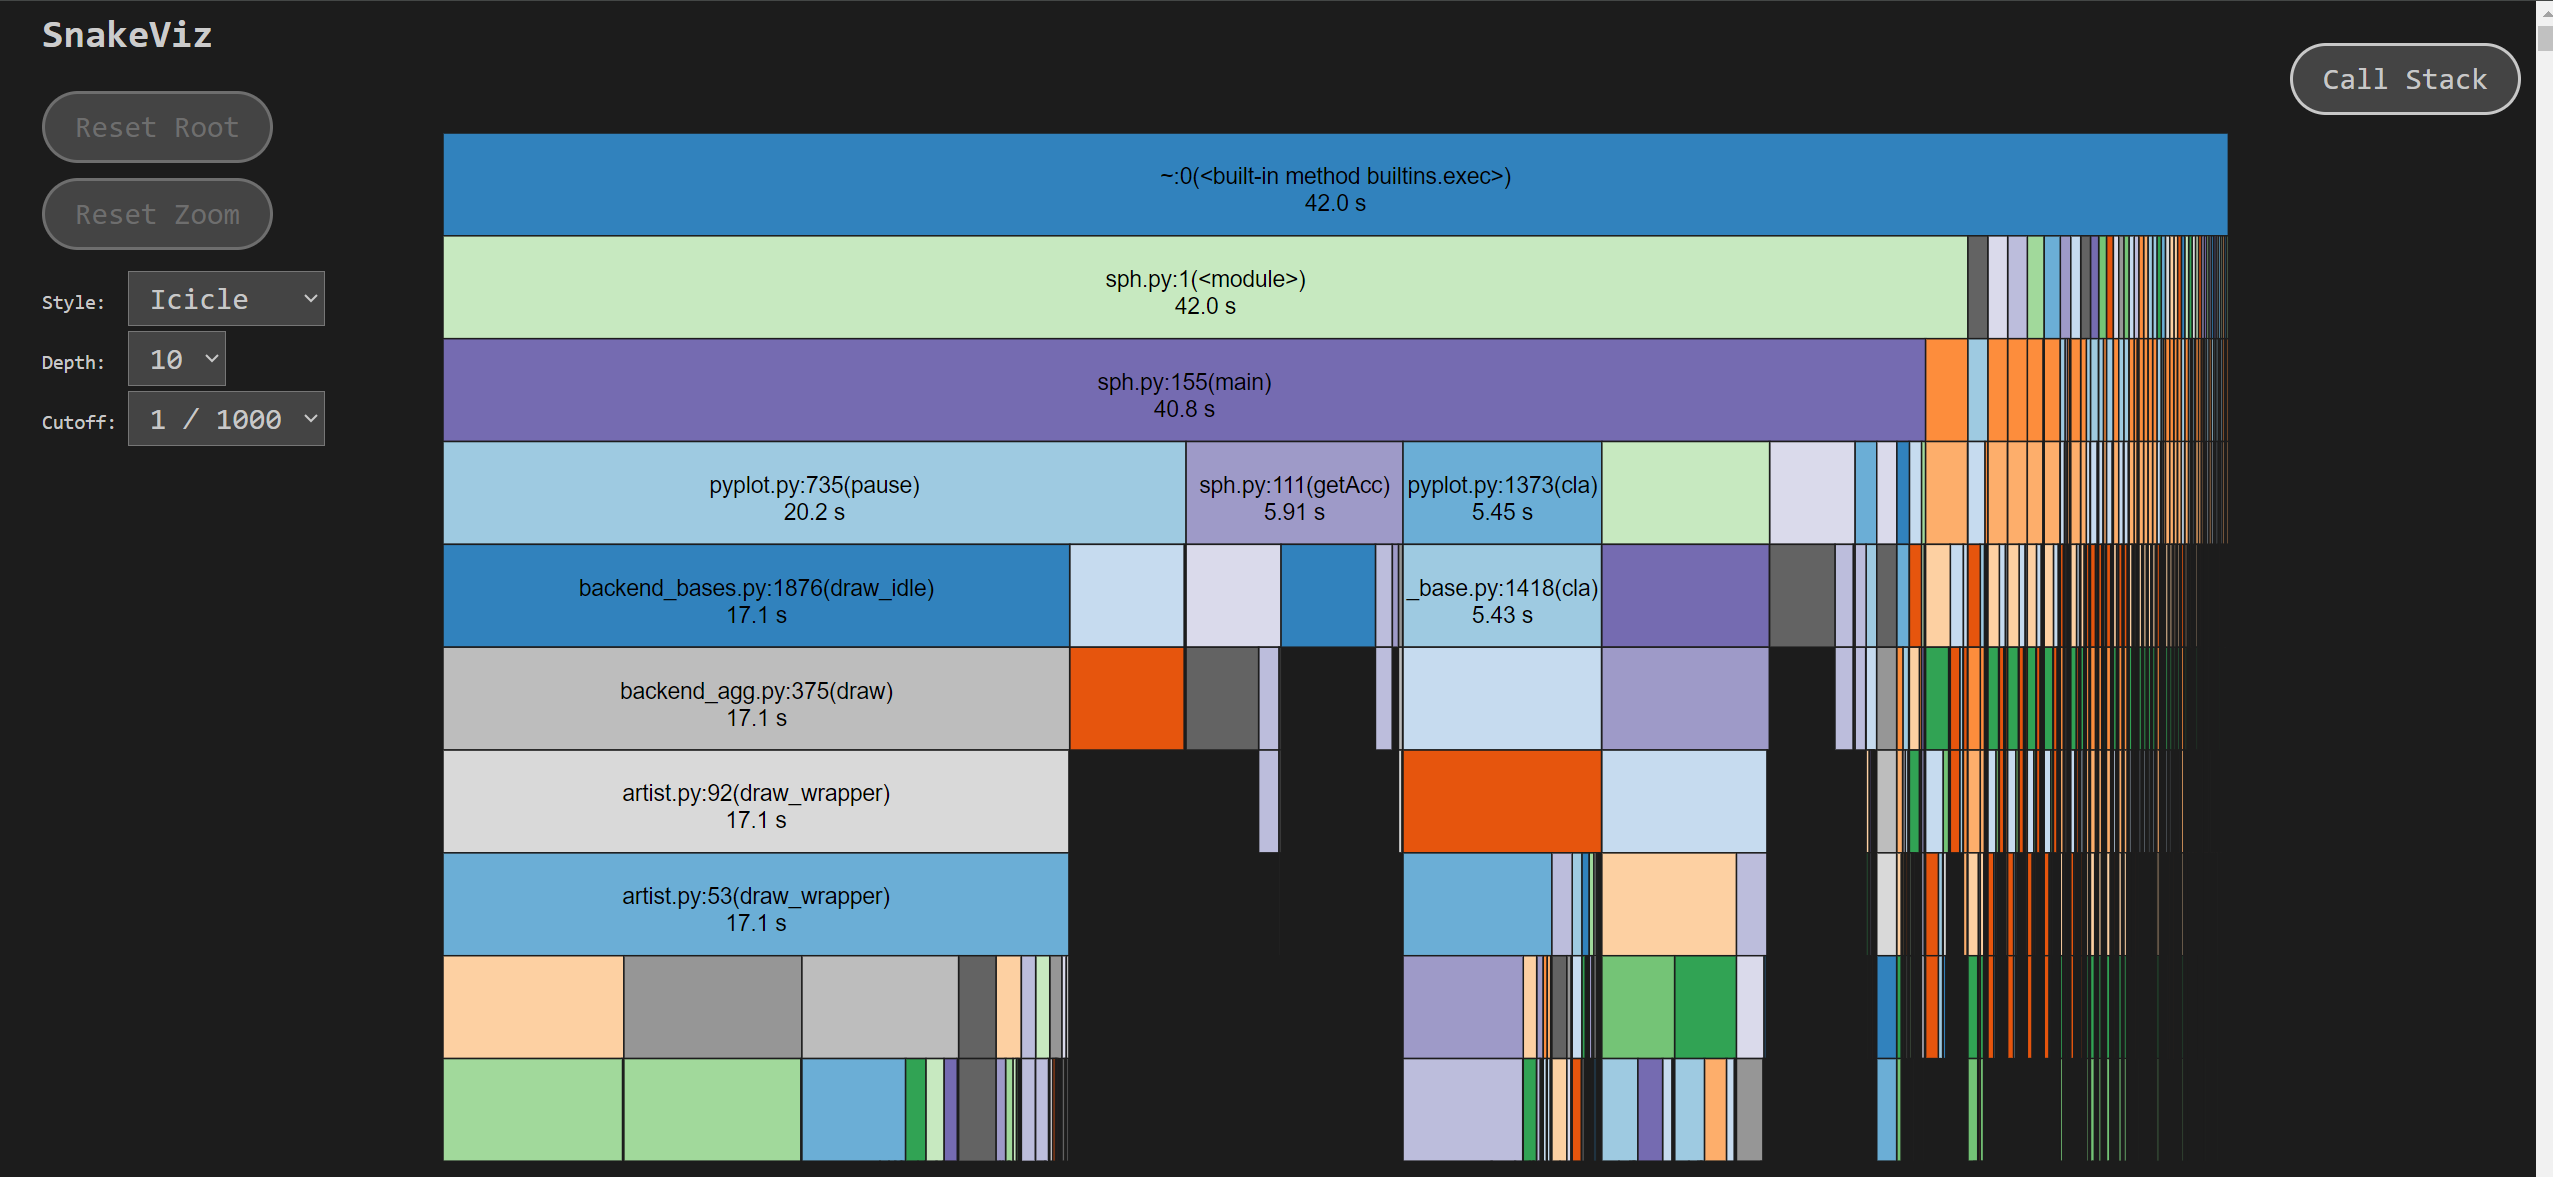 SnakeViz
Call Stack
Reset Root
Reset Zoom
Style: Icicle
Depth: 10
Cutoff: 1 / 1000
~:0(<built-in method builtins.exec>)
42.0 s
sph.py:1(<module>)
42.0 s
sph.py:155(main)
40.8 s
pyplot.py:735(pause)
20.2 s
sph.py:111(getAcc)
5.91 s
pyplot.py:1373(cla)
5.45 s
backend_bases.py:1876(draw_idle)
17.1 s
_base.py:1418(cla)
5.43 s
backend_agg.py:375(draw)
17.1 s
artist.py:92(draw_wrapper)
17.1 s
artist.py:53(draw_wrapper)
17.1 s